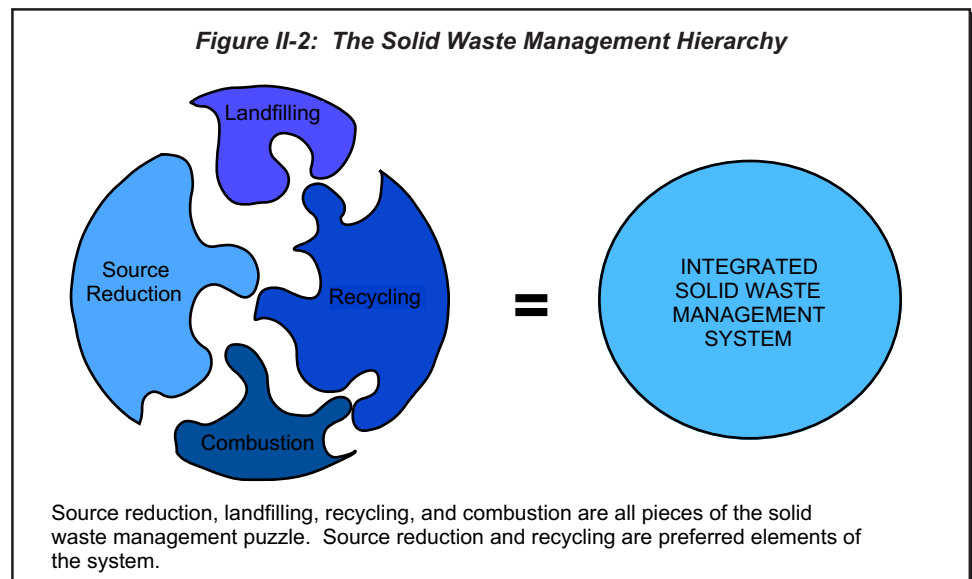 Figure II-2: The Solid Waste Management Hierarchy
Landfilling
Source
Reduction
Recycling
Combustion
=
INTEGRATED
SOLID WASTE
MANAGEMENT
SYSTEM
Source reduction, landfilling, recycling, and combustion are all pieces of the solid
waste management puzzle. Source reduction and recycling are preferred elements of
the system.